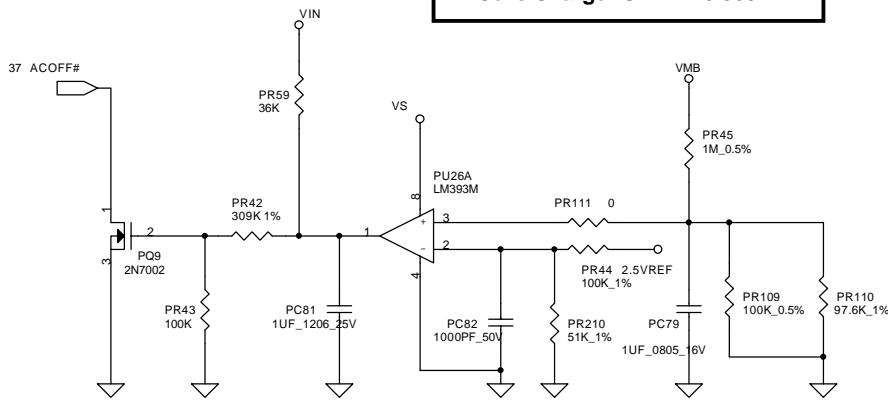 VIN
37 ACOFF#
PR59
36K
VS
VMB
PR45
1M_0.5%
8
PU26A
LM393M
1
PR42
309K 1%
PR111 0
2
1
+
3
-
2
PQ9
2N7002
3
4
PR44 2.5VREF
100K_1%
PR43
100K
PC81
1UF_1206_25V
PC82
1000PF_50V
PR210
51K_1%
PC79
1UF_0805_16V
PR109
100K_0.5%
PR110
97.6K_1%